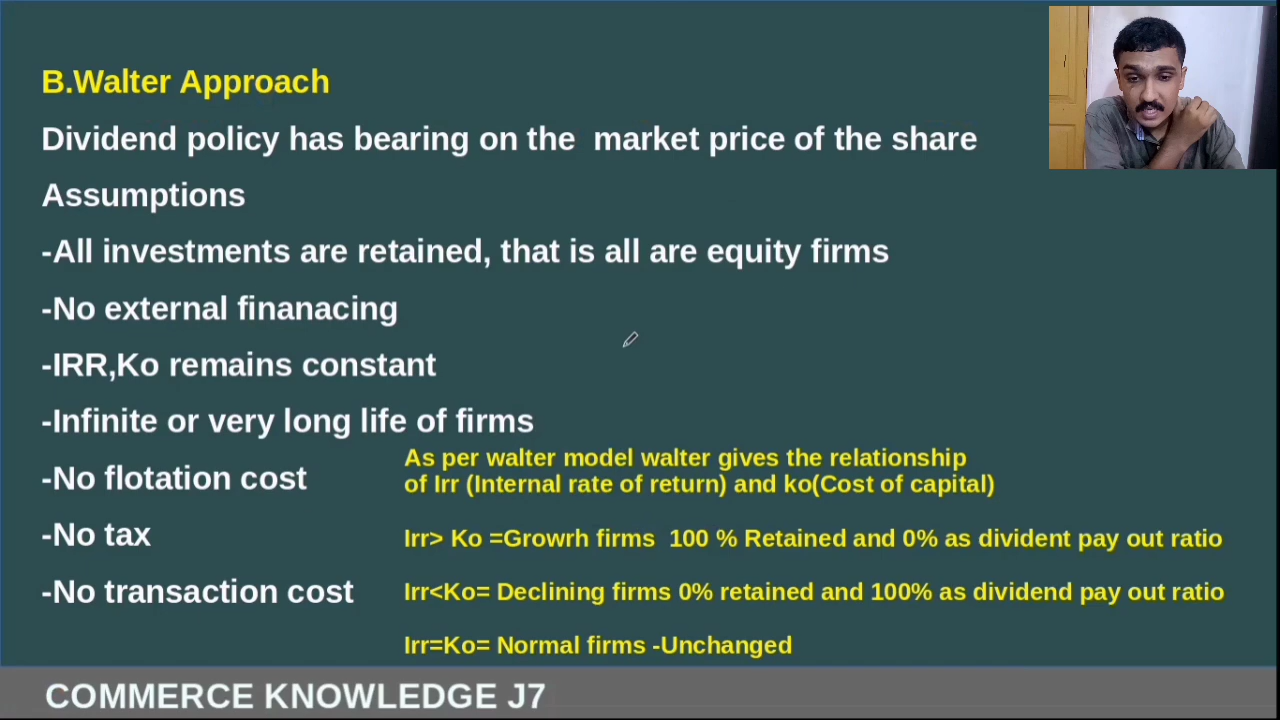 B.Walter Approach
Dividend policy has bearing on the market price of the share
Assumptions
-All investments are retained, that is all are equity firms
-No external finanacing
-IRR,Ko remains constant
-Infinite or very long life of firms
-No flotation cost
-No tax
-No transaction cost
As per walter model walter gives the relationship
of Irr (Internal rate of return) and ko(Cost of capital)
Irr> Ko =Growrh firms 100 % Retained and 0% as divident pay out ratio
Irr<Ko= Declining firms 0% retained and 100% as dividend pay out ratio
Irr=Ko= Normal firms -Unchanged
COMMERCE KNOWLEDGE J7